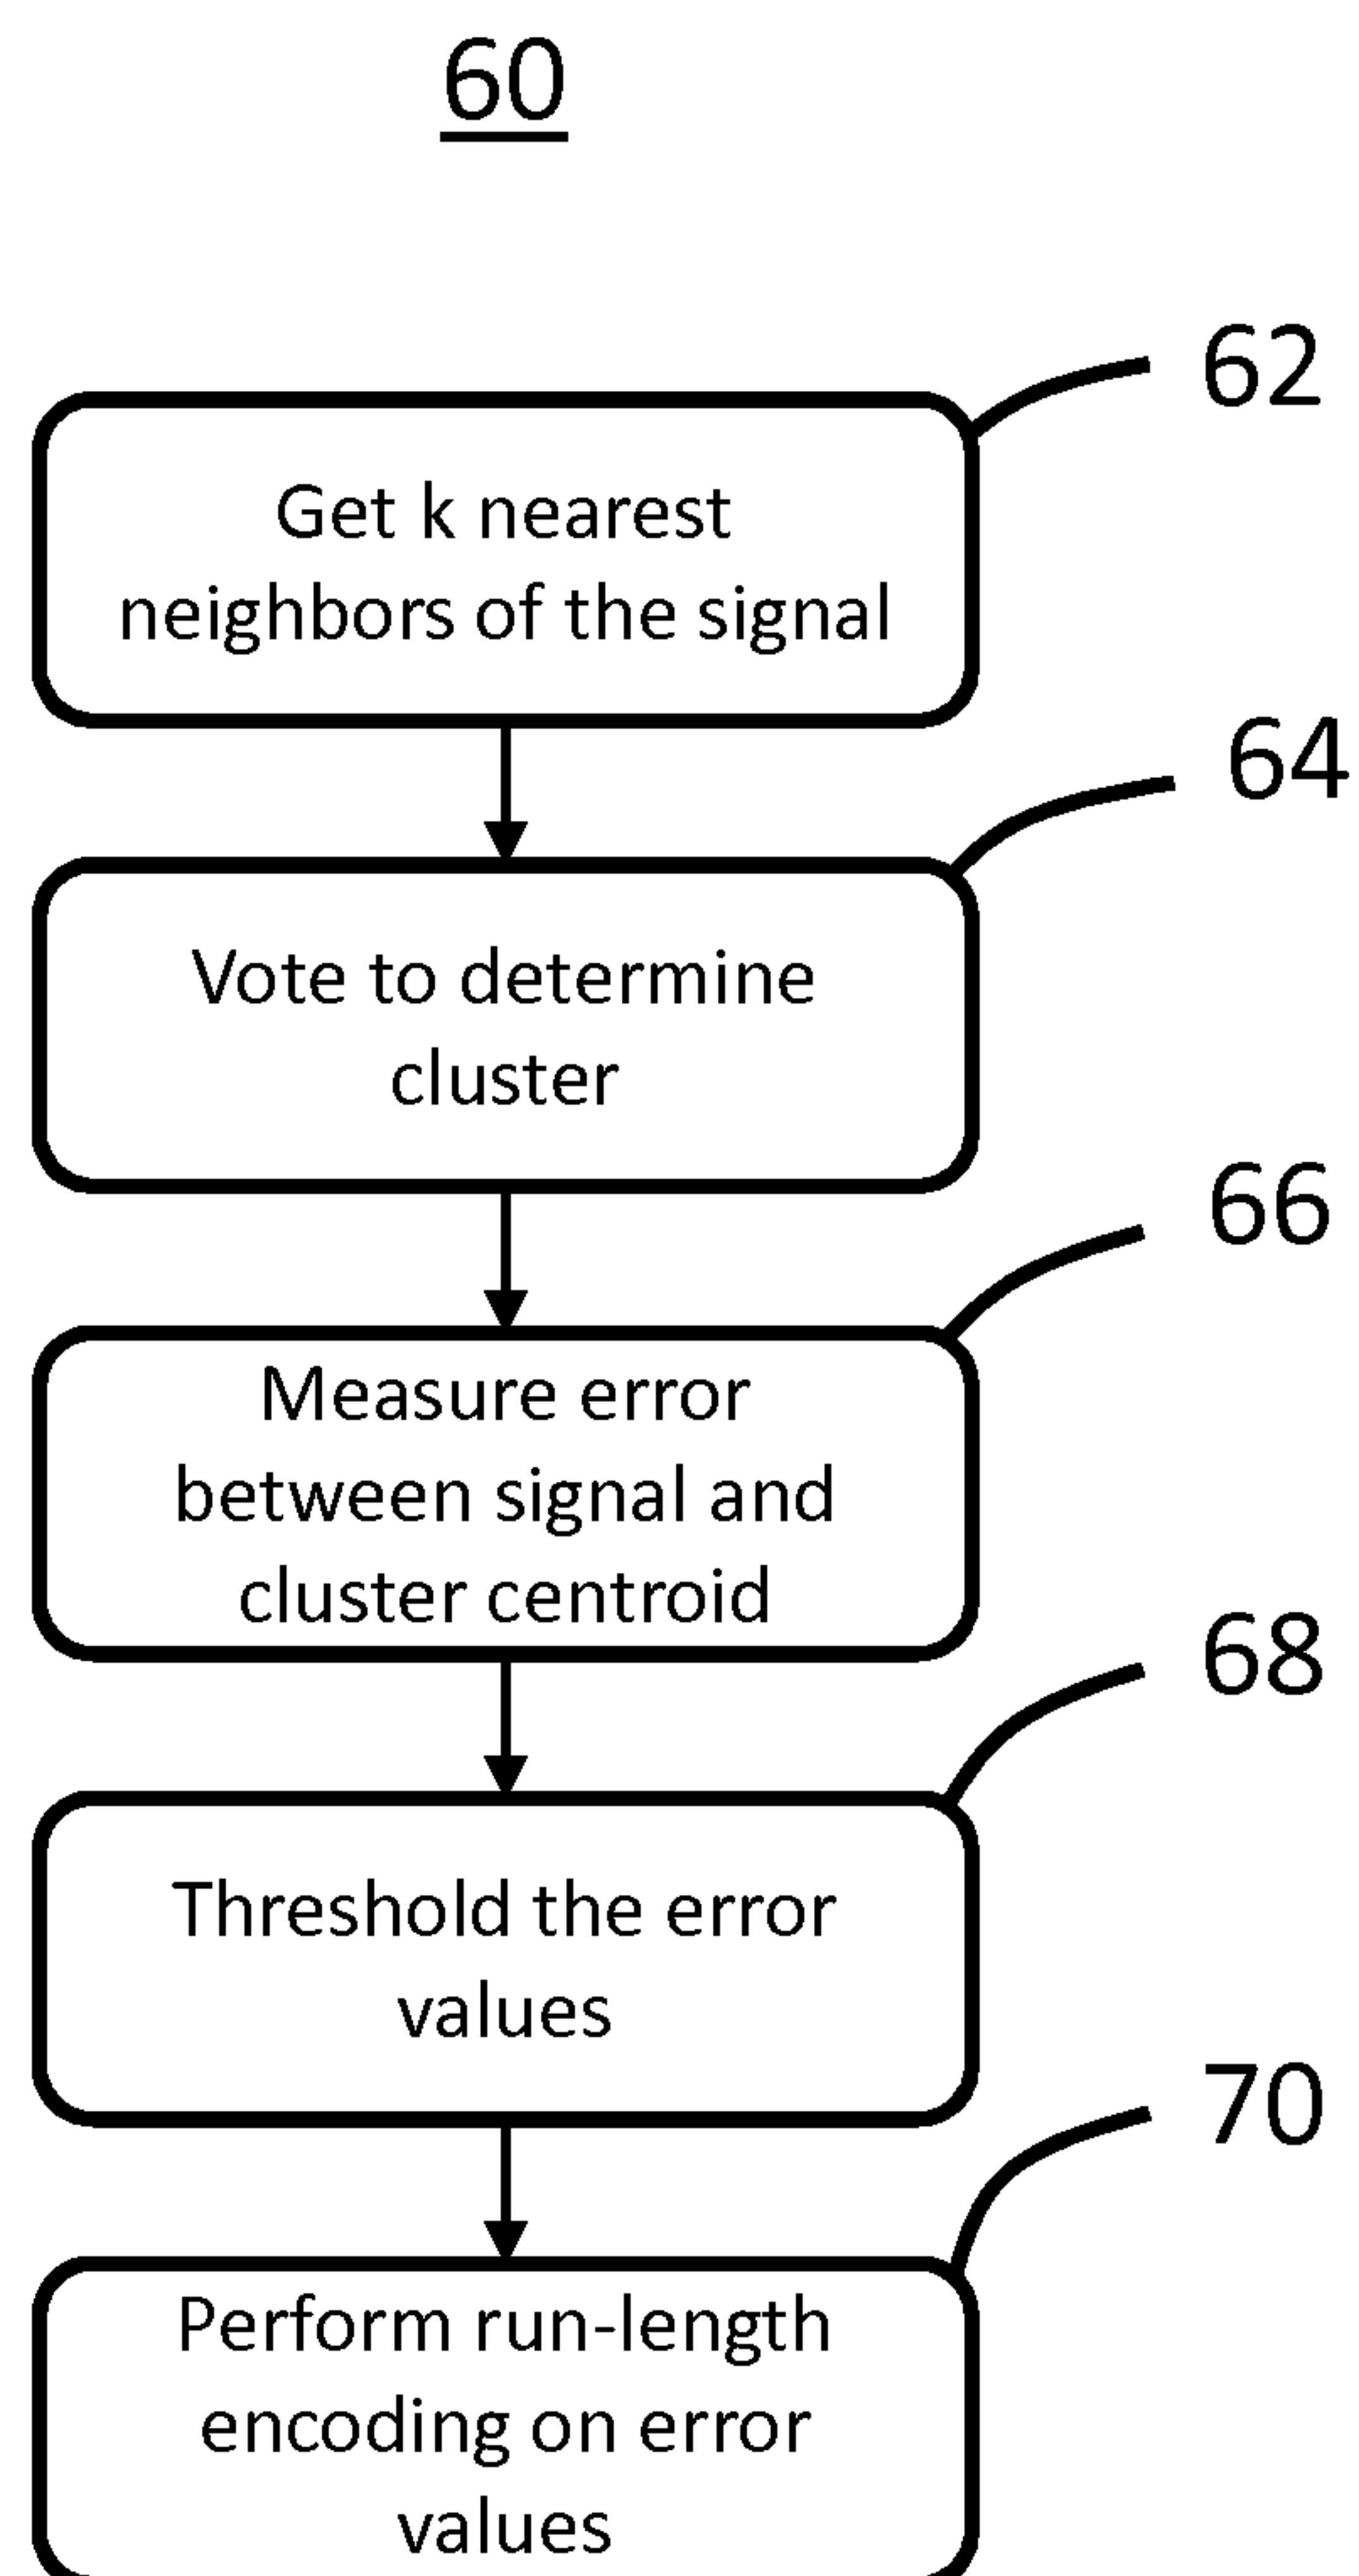 60
62
Get k nearest
neighbors of the signal
64
Vote to determine
cluster
66
Measure error
between signal and
cluster centroid
68
Threshold the error
values
70
Perform run-length
encoding on error
values